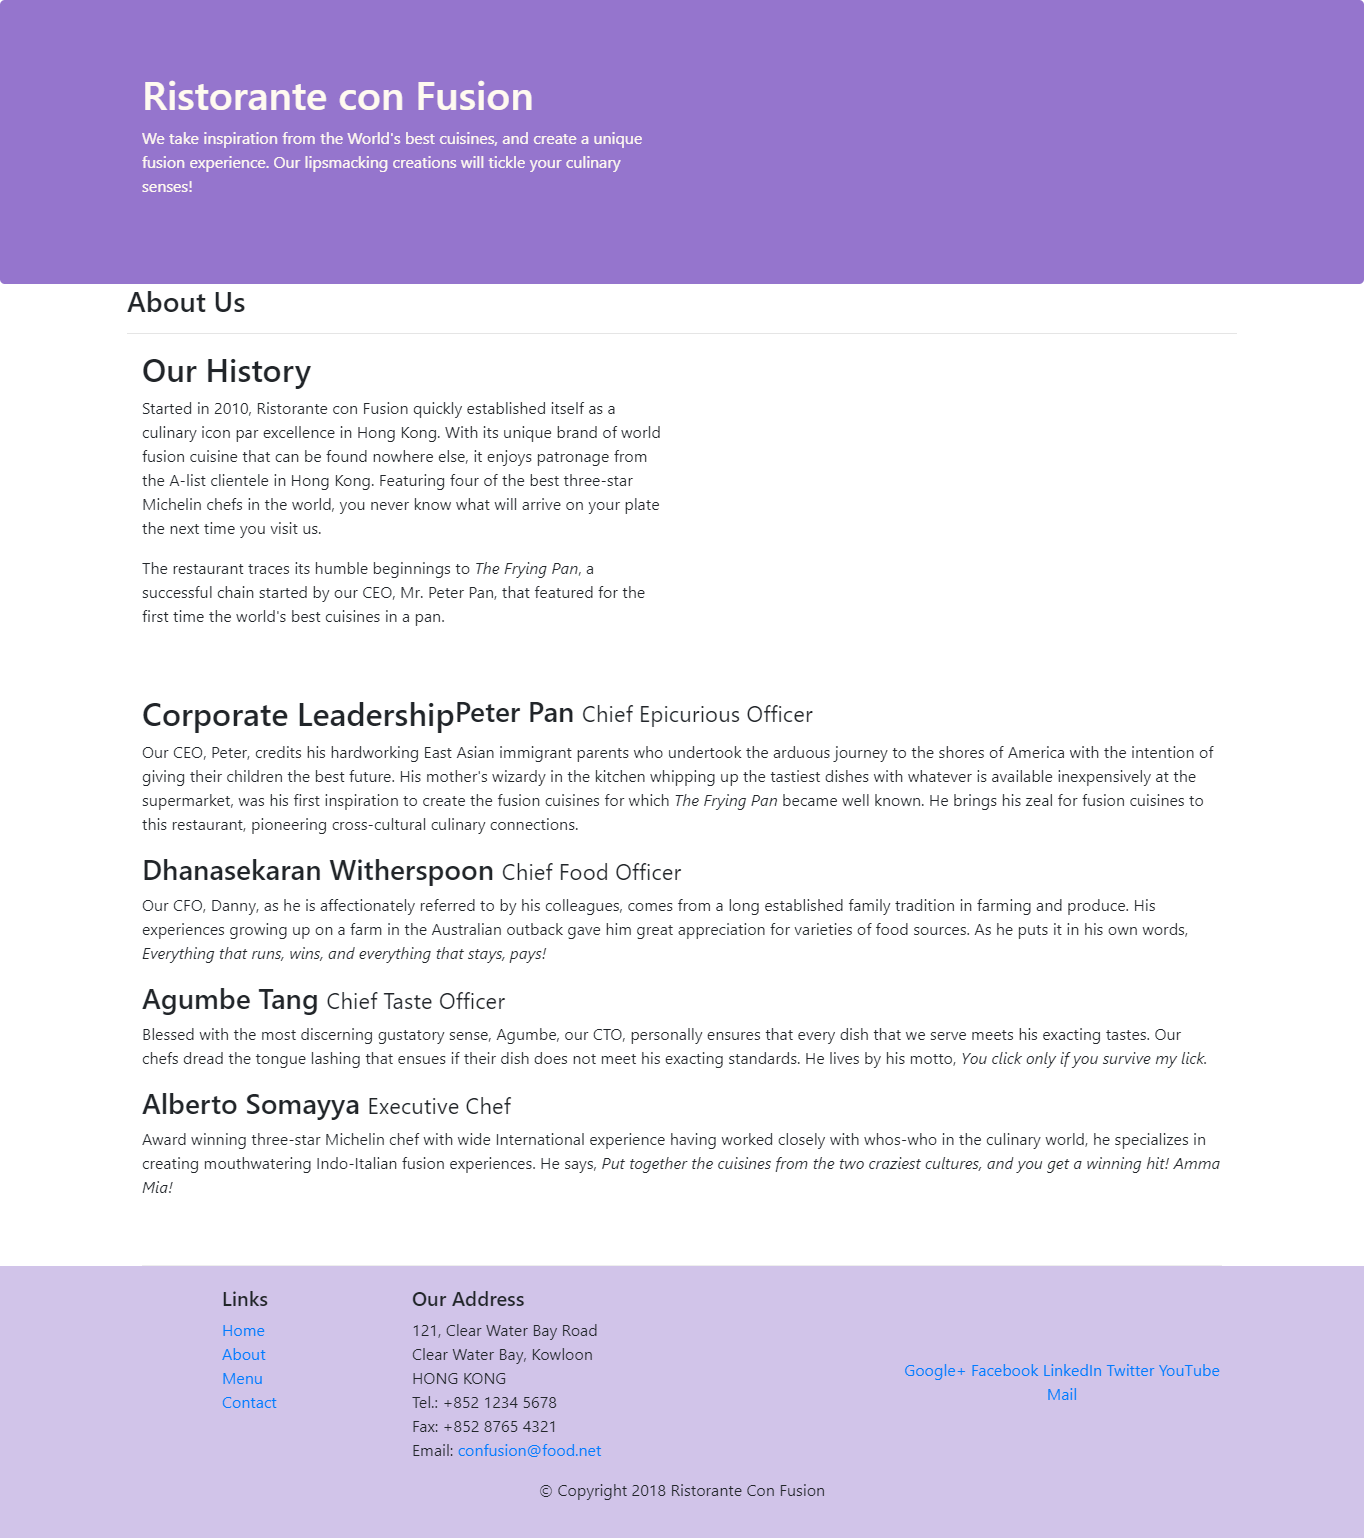 Ristorante con Fusion
We take inspiration from the World's best cuisines, and create a unique
fusion experience. Our lipsmacking creations will tickle your culinary
senses!
About Us
Our History
Started in 2010, Ristorante con Fusion quickly established itself as a
culinary icon par excellence in Hong Kong. With its unique brand of world
fusion cuisine that can be found nowhere else, it enjoys patronage from
the A-list clientele in Hong Kong. Featuring four of the best three-star
Michelin chefs in the world, you never know what will arrive on your plate
the next time you visit us.
The restaurant traces its humble beginnings to The Frying Pan, a
successful chain started by our CEO, Mr. Peter Pan, that featured for the
first time the world's best cuisines in a pan.
Corporate LeadershipPeter Pan Chief Epicurious Officer
Our CEO, Peter, credits his hardworking East Asian immigrant parents who undertook the arduous journey to the shores of America with the intention of
giving their children the best future. His mother's wizardy in the kitchen whipping up the tastiest dishes with whatever is available inexpensively at the
supermarket, was his first inspiration to create the fusion cuisines for which The Frying Pan became well known. He brings his zeal for fusion cuisines to
this restaurant, pioneering cross-cultural culinary connections.
Dhanasekaran Witherspoon Chief Food Officer
Our CFO, Danny, as he is affectionately referred to by his colleagues, comes from a long established family tradition in farming and produce. His
experiences growing up on a farm in the Australian outback gave him great appreciation for varieties of food sources. As he puts it in his own words,
Everything that runs, wins, and everything that stays, pays!
Agumbe Tang Chief Taste Officer
Blessed with the most discerning gustatory sense, Agumbe, our CTO, personally ensures that every dish that we serve meets his exacting tastes. Our
chefs dread the tongue lashing that ensues if their dish does not meet his exacting standards. He lives by his motto, You click only if you survive my lick.
Alberto Somayya Executive Chef
Award winning three-star Michelin chef with wide International experience having worked closely with whos-who in the culinary world, he specializes in
creating mouthwatering Indo-Italian fusion experiences. He says, Put together the cuisines from the two craziest cultures, and you get a winning hit! Amma
Mia!
Links
Home
About
Menu
Contact
Our Address
121, Clear Water Bay Road
Clear Water Bay, Kowloon
HONG KONG
Tel.: +852 1234 5678
Fax: +852 8765 4321
Email: confusion@food.net
Google+ Facebook LinkedIn Twitter YouTube
Mail
© Copyright 2018 Ristorante Con Fusion